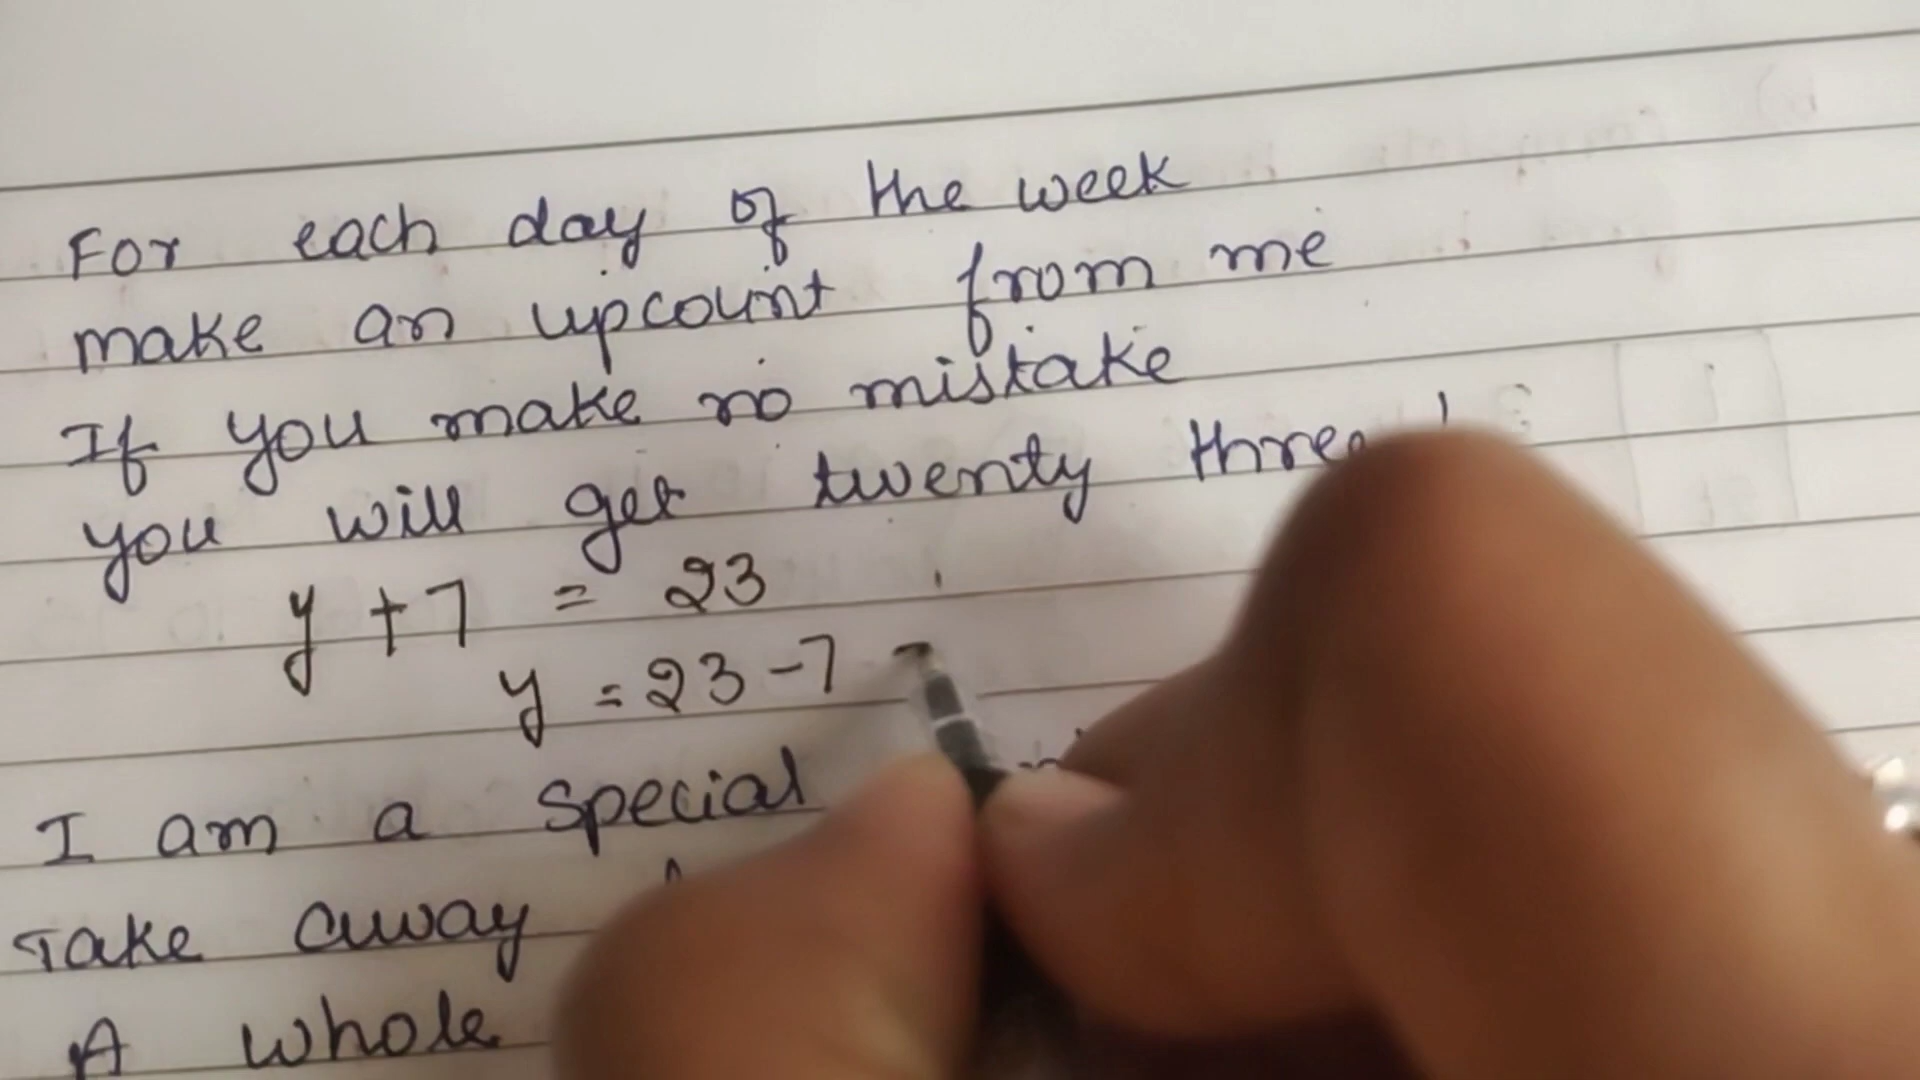 For each day of the week
make an upcount from me
If you make no mistake
you will get twenty three!
y + 7 = 23
y = 23 - 7
I am a special
Take away
A whole